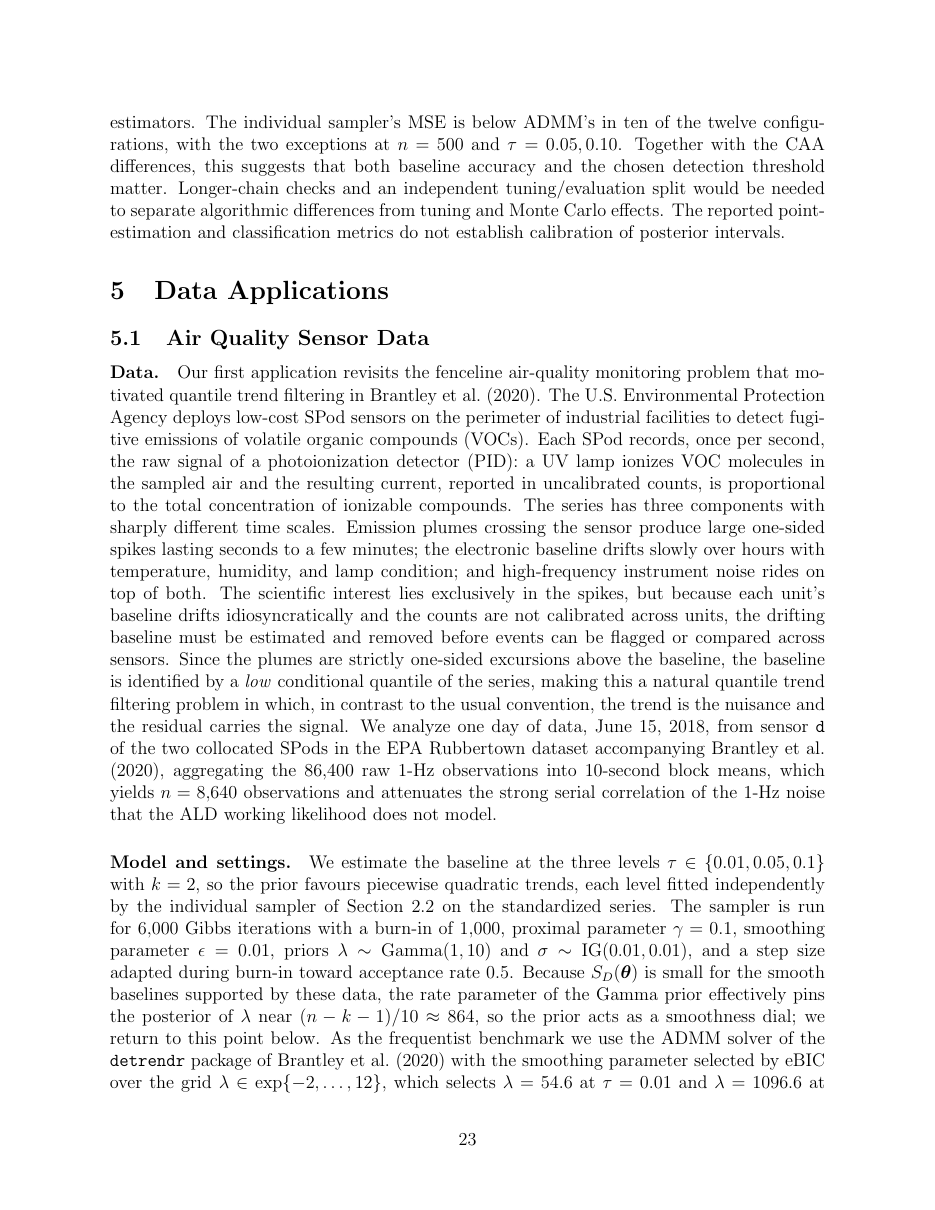 estimators. The individual sampler's MSE is below ADMM's in ten of the twelve configu-
rations, with the two exceptions at n = 500 and τ = 0.05, 0.10. Together with the CAA
differences, this suggests that both baseline accuracy and the chosen detection threshold
matter. Longer-chain checks and an independent tuning/evaluation split would be needed
to separate algorithmic differences from tuning and Monte Carlo effects. The reported point-
estimation and classification metrics do not establish calibration of posterior intervals.
5 Data Applications
5.1 Air Quality Sensor Data
Data. Our first application revisits the fenceline air-quality monitoring problem that mo-
tivated quantile trend filtering in Brantley et al. (2020). The U.S. Environmental Protection
Agency deploys low-cost SPod sensors on the perimeter of industrial facilities to detect fugi-
tive emissions of volatile organic compounds (VOCs). Each SPod records, once per second,
the raw signal of a photoionization detector (PID): a UV lamp ionizes VOC molecules in
the sampled air and the resulting current, reported in uncalibrated counts, is proportional
to the total concentration of ionizable compounds. The series has three components with
sharply different time scales. Emission plumes crossing the sensor produce large one-sided
spikes lasting seconds to a few minutes; the electronic baseline drifts slowly over hours with
temperature, humidity, and lamp condition; and high-frequency instrument noise rides on
top of both. The scientific interest lies exclusively in the spikes, but because each unit's
baseline drifts idiosyncratically and the counts are not calibrated across units, the drifting
baseline must be estimated and removed before events can be flagged or compared across
sensors. Since the plumes are strictly one-sided excursions above the baseline, the baseline
is identified by a low conditional quantile of the series, making this a natural quantile trend
filtering problem in which, in contrast to the usual convention, the trend is the nuisance and
the residual carries the signal. We analyze one day of data, June 15, 2018, from sensor d
of the two collocated SPods in the EPA Rubbertown dataset accompanying Brantley et al.
(2020), aggregating the 86,400 raw 1-Hz observations into 10-second block means, which
yields n = 8,640 observations and attenuates the strong serial correlation of the 1-Hz noise
that the ALD working likelihood does not model.
Model and settings. We estimate the baseline at the three levels τ ∈ {0.01, 0.05, 0.1}
with k = 2, so the prior favours piecewise quadratic trends, each level fitted independently
by the individual sampler of Section 2.2 on the standardized series. The sampler is run
for 6,000 Gibbs iterations with a burn-in of 1,000, proximal parameter γ = 0.1, smoothing
parameter ϵ = 0.01, priors λ ∼ Gamma(1, 10) and σ ∼ IG(0.01, 0.01), and a step size
adapted during burn-in toward acceptance rate 0.5. Because S_D(θ) is small for the smooth
baselines supported by these data, the rate parameter of the Gamma prior effectively pins
the posterior of λ near (n − k − 1)/10 ≈ 864, so the prior acts as a smoothness dial; we
return to this point below. As the frequentist benchmark we use the ADMM solver of the
detrendr package of Brantley et al. (2020) with the smoothing parameter selected by eBIC
over the grid λ ∈ exp{−2, . . . , 12}, which selects λ = 54.6 at τ = 0.01 and λ = 1096.6 at
23